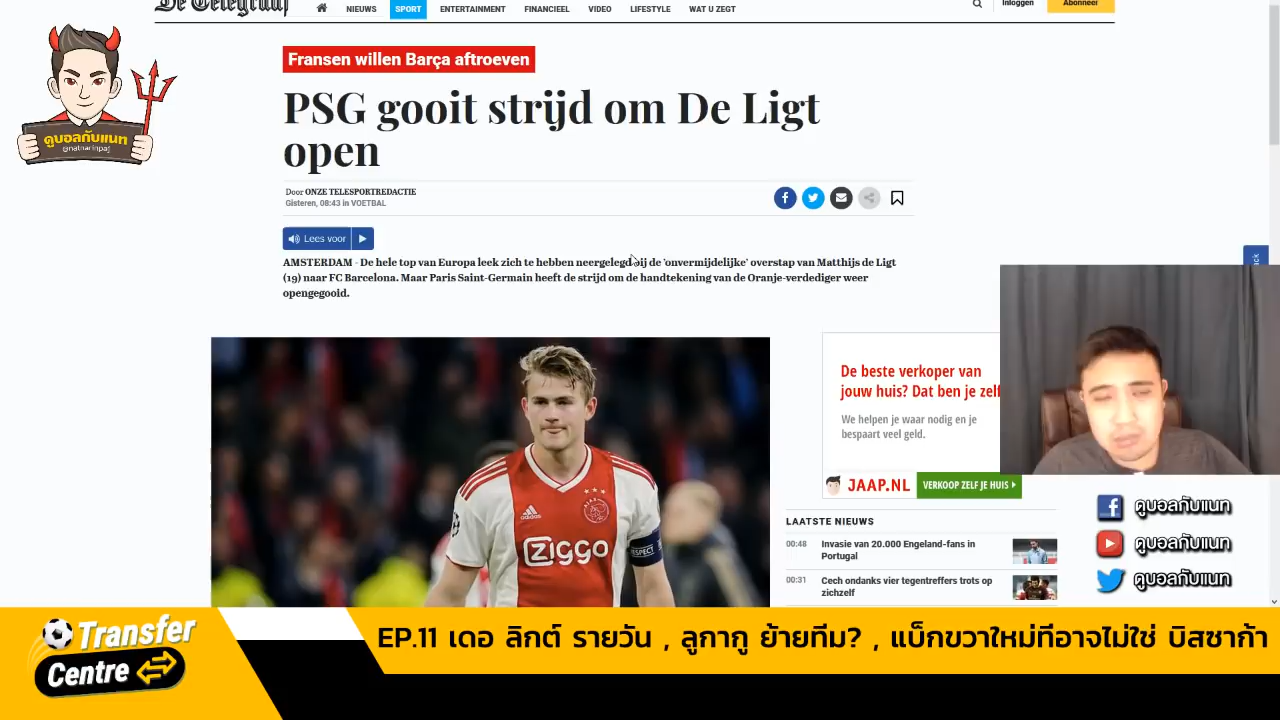 De Telegraaf
NIEUWS SPORT ENTERTAINMENT FINANCIEEL VIDEO LIFESTYLE WAT U ZEGT
Inloggen
Abonneer
ดูบอลกับแนท
@natnarinpaj
Fransen willen Barça aftroeven
PSG gooit strijd om De Ligt
open
Door ONZE TELESPORTREDACTIE
Gisteren, 08:43 in VOETBAL
Lees voor
AMSTERDAM - De hele top van Europa leek zich te hebben neergelegd bij de 'onvermijdelijke' overstap van Matthijs de Ligt
(19) naar FC Barcelona. Maar Paris Saint-Germain heeft de strijd om de handtekening van de Oranje-verdediger weer
opengegooid.
adidas
Ziggo
RESPECT
De beste verkoper van
jouw huis? Dat ben je zelf
We helpen je waar nodig en je
bespaart veel geld.
JAAP.NL
VERKOOP ZELF JE HUIS
LAATSTE NIEUWS
00:48 Invasie van 20.000 Engeland-fans in
Portugal
00:31 Cech ondanks vier tegentreffers trots op
zichzelf
ดูบอลกับแนท
ดูบอลกับแนท
ดูบอลกับแนท
Transfer
Centre
EP.11 เดอ ลิกต์ รายวัน , ลูกากู ย้ายทีม? , แบ็กขวาใหม่ที่อาจไม่ใช่ บิสซาก้า